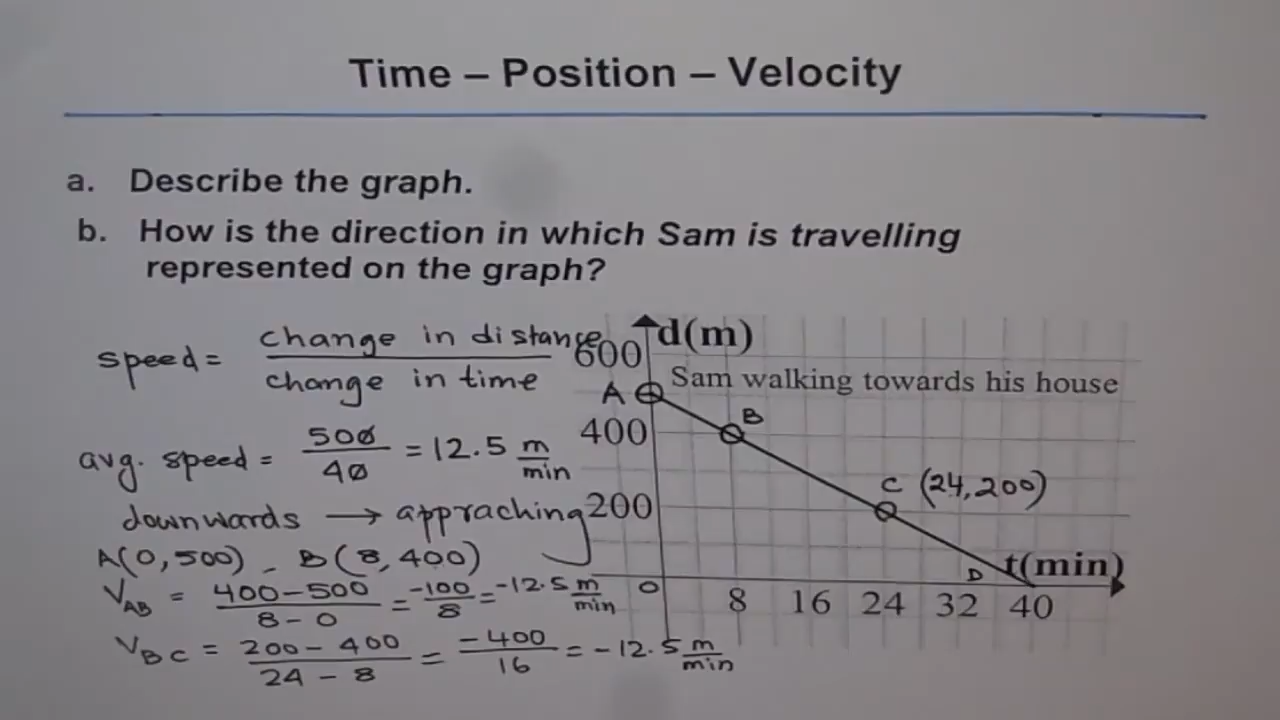 Time – Position – Velocity
a. Describe the graph.
b. How is the direction in which Sam is travelling
represented on the graph?
speed = change in distance / change in time
avg. speed = 500/40 = 12.5 m/min
downwards → appraching
A(0,500) - B(8,400)
V_AB = 400-500 / 8-0 = -100/8 = -12.5 m/min
V_BC = 200-400 / 24-8 = -400/16 = -12.5 m/min
d(m)
600
Sam walking towards his house
A
B
400
C (24,200)
200
D
t(min)
0 8 16 24 32 40